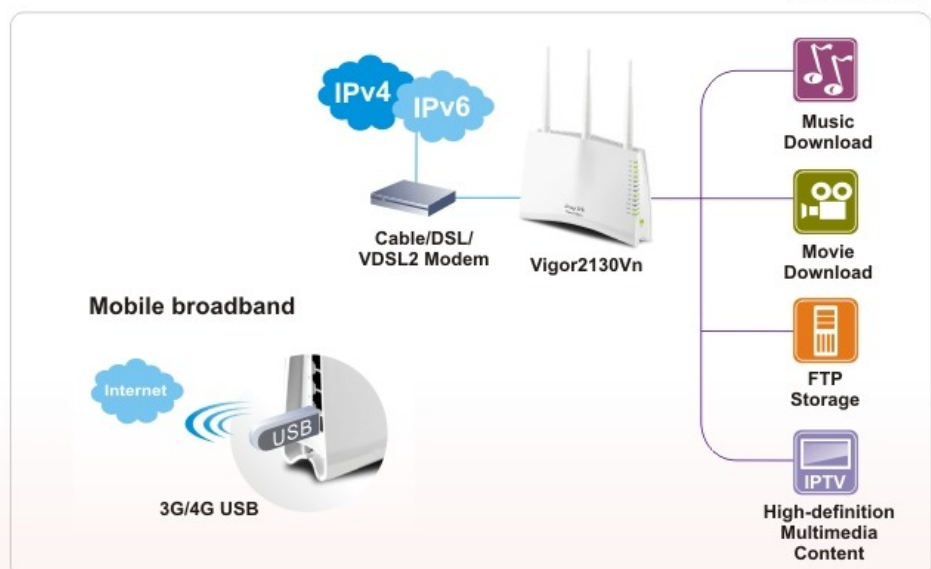 IPv4
IPv6
Cable/DSL/
VDSL2 Modem
Vigor2130Vn
Music
Download
Movie
Download
FTP
Storage
IPTV
High-definition
Multimedia
Content
Mobile broadband
Internet
USB
3G/4G USB